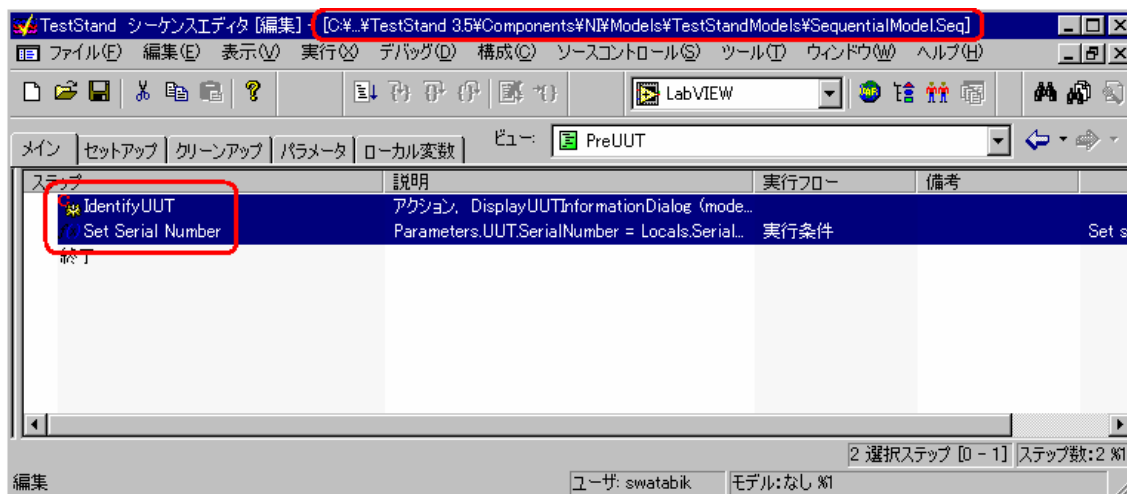 TestStand シーケンスエディタ [編集] - [C:¥...¥TestStand 3.5¥Components¥NI¥Models¥TestStandModels¥SequentialModel.Seq]
ファイル(F) 編集(E) 表示(V) 実行(X) デバッグ(D) 構成(C) ソースコントロール(S) ツール(T) ウィンドウ(W) ヘルプ(H)
LabVIEW
メイン セットアップ クリーンアップ パラメータ ローカル変数 ビュー: PreUUT
ステップ 説明 実行フロー 備考
IdentifyUUT アクション, DisplayUUTInformationDialog (mode...
Set Serial Number Parameters.UUT.SerialNumber = Locals.Serial... 実行条件 Set s
終了
2 選択ステップ [0 - 1] ステップ数:2 %1
編集 ユーザ: swatabik モデル:なし %1